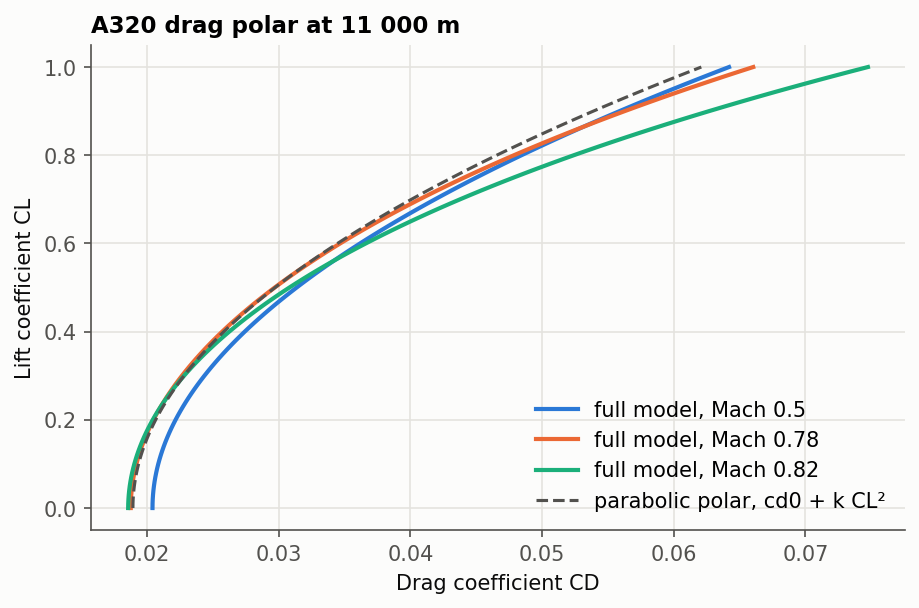 A320 drag polar at 11 000 m
Lift coefficient CL
1.0
0.8
0.6
0.4
0.2
0.0
full model, Mach 0.5
full model, Mach 0.78
full model, Mach 0.82
parabolic polar, cd0 + k CL²
0.02 0.03 0.04 0.05 0.06 0.07
Drag coefficient CD